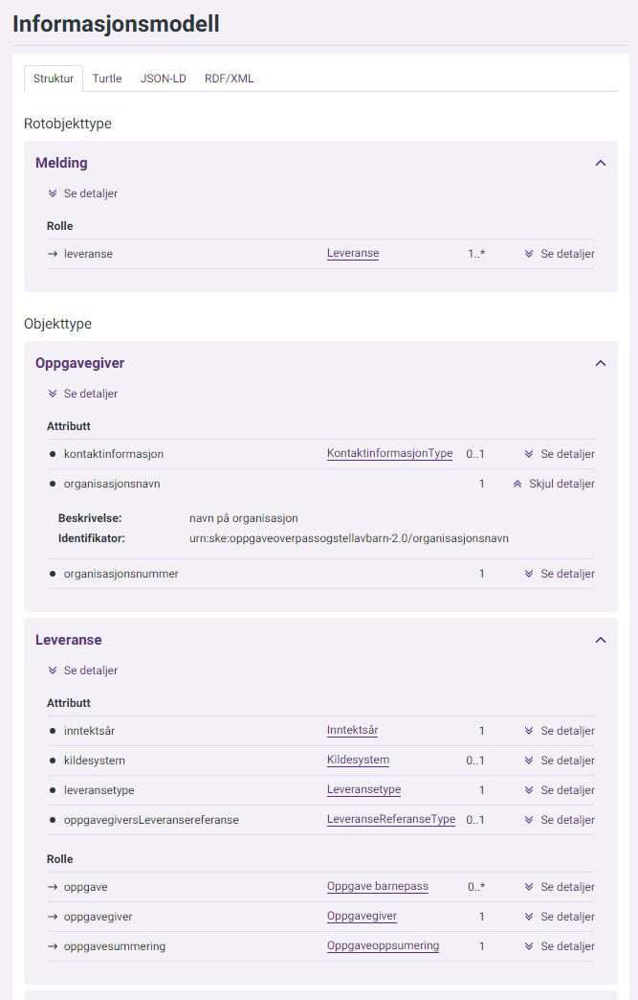 Informasjonsmodell
Struktur Turtle JSON-LD RDF/XML
Rotobjekttype
Melding
Se detaljer
Rolle
leveranse Leveranse 1..* Se detaljer
Objekttype
Oppgavegiver
Se detaljer
Attributt
kontaktinformasjon KontaktinformasjonType 0..1 Se detaljer
organisasjonsnavn 1 Skjul detaljer
Beskrivelse: navn på organisasjon
Identifikator: urn:ske:oppgaveoverpassogstellavbarn-2.0/organisasjonsnavn
organisasjonsnummer 1 Se detaljer
Leveranse
Se detaljer
Attributt
inntektsår Inntektsår 1 Se detaljer
kildesystem Kildesystem 0..1 Se detaljer
leveransetype Leveransetype 1 Se detaljer
oppgavegiversLeveransereferanse LeveranseReferanseType 0..1 Se detaljer
Rolle
oppgave Oppgave barnepass 0..* Se detaljer
oppgavegiver Oppgavegiver 1 Se detaljer
oppgavesummering Oppgaveoppsumering 1 Se detaljer